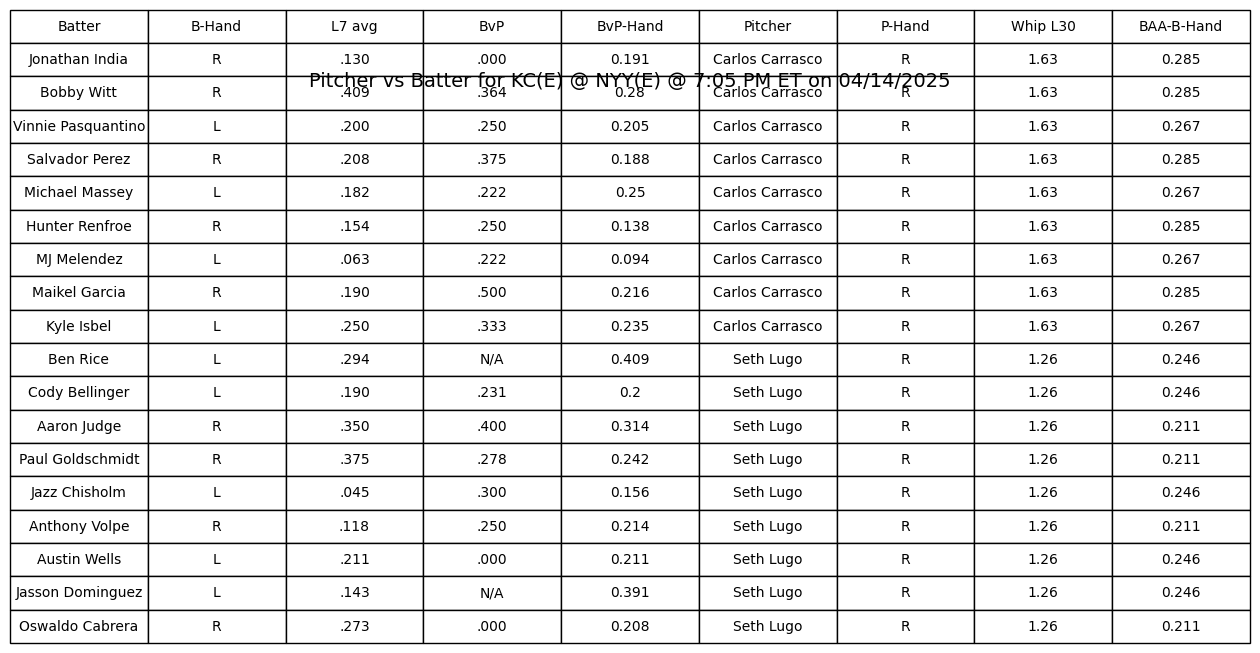 Batter B-Hand L7 avg BvP BvP-Hand Pitcher P-Hand Whip L30 BAA-B-Hand
Jonathan India R .130 .000 0.191 Carlos Carrasco R 1.63 0.285
Pitcher vs Batter for KC(E) @ NYY(E) @ 7:05 PM ET on 04/14/2025
Bobby Witt R .409 .364 0.28 Carlos Carrasco R 1.63 0.285
Vinnie Pasquantino L .200 .250 0.205 Carlos Carrasco R 1.63 0.267
Salvador Perez R .208 .375 0.188 Carlos Carrasco R 1.63 0.285
Michael Massey L .182 .222 0.25 Carlos Carrasco R 1.63 0.267
Hunter Renfroe R .154 .250 0.138 Carlos Carrasco R 1.63 0.285
MJ Melendez L .063 .222 0.094 Carlos Carrasco R 1.63 0.267
Maikel Garcia R .190 .500 0.216 Carlos Carrasco R 1.63 0.285
Kyle Isbel L .250 .333 0.235 Carlos Carrasco R 1.63 0.267
Ben Rice L .294 N/A 0.409 Seth Lugo R 1.26 0.246
Cody Bellinger L .190 .231 0.2 Seth Lugo R 1.26 0.246
Aaron Judge R .350 .400 0.314 Seth Lugo R 1.26 0.211
Paul Goldschmidt R .375 .278 0.242 Seth Lugo R 1.26 0.211
Jazz Chisholm L .045 .300 0.156 Seth Lugo R 1.26 0.246
Anthony Volpe R .118 .250 0.214 Seth Lugo R 1.26 0.211
Austin Wells L .211 .000 0.211 Seth Lugo R 1.26 0.246
Jasson Dominguez L .143 N/A 0.391 Seth Lugo R 1.26 0.246
Oswaldo Cabrera R .273 .000 0.208 Seth Lugo R 1.26 0.211